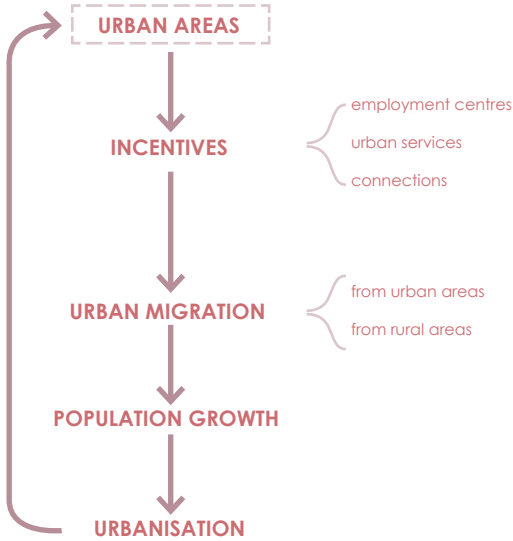 URBAN AREAS
INCENTIVES
employment centres
urban services
connections
URBAN MIGRATION
from urban areas
from rural areas
POPULATION GROWTH
URBANISATION